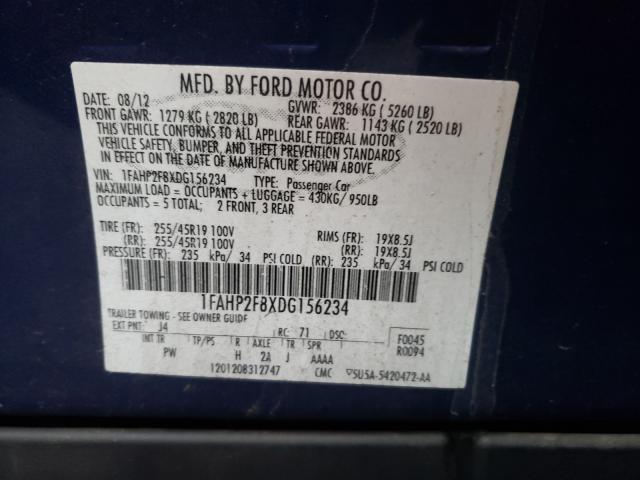 MFD. BY FORD MOTOR CO.
DATE: 08/12 GVWR: 2386 KG ( 5260 LB)
FRONT GAWR: 1279 KG ( 2820 LB) REAR GAWR: 1143 KG ( 2520 LB)
THIS VEHICLE CONFORMS TO ALL APPLICABLE FEDERAL MOTOR
VEHICLE SAFETY, BUMPER, AND THEFT PREVENTION STANDARDS
IN EFFECT ON THE DATE OF MANUFACTURE SHOWN ABOVE.
VIN: 1FAHP2F8XDG156234 TYPE: Passenger Car
MAXIMUM LOAD = OCCUPANTS + LUGGAGE = 430KG/ 950LB
OCCUPANTS = 5 TOTAL: 2 FRONT, 3 REAR
TIRE (FR): 255/45R19 100V RIMS (FR): 19X8.5J
(RR): 255/45R19 100V (RR): 19X8.5J
PRESSURE (FR): 235 kPa/ 34 PSI COLD (RR): 235 kPa/ 34 PSI COLD
1FAHP2F8XDG156234
TRAILER TOWING - SEE OWNER GUIDE
EXT PNT: J4 RC: 71 DSO: F0045
INT TR TP/PS R AXLE TR SPR R0094
PW H 2A J AAAA
1201208312747 CMC 5U5A-5420472-AA